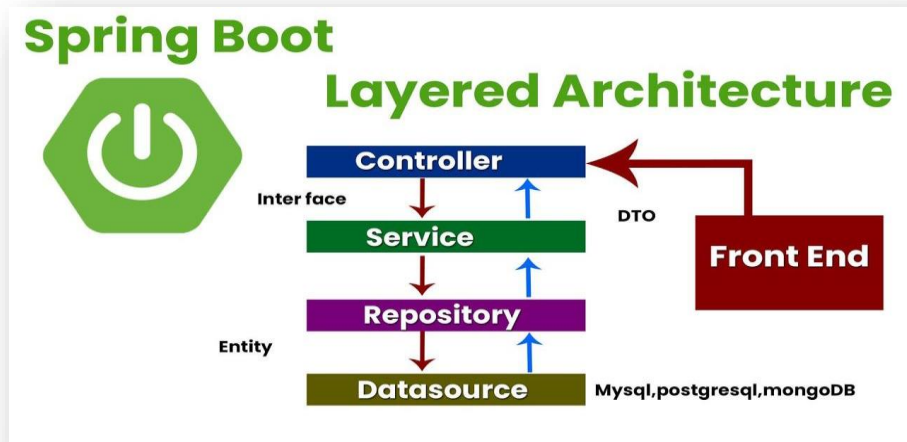 Spring Boot
Layered Architecture
Controller
Inter face
DTO
Service
Front End
Repository
Entity
Datasource
Mysql,postgresql,mongoDB